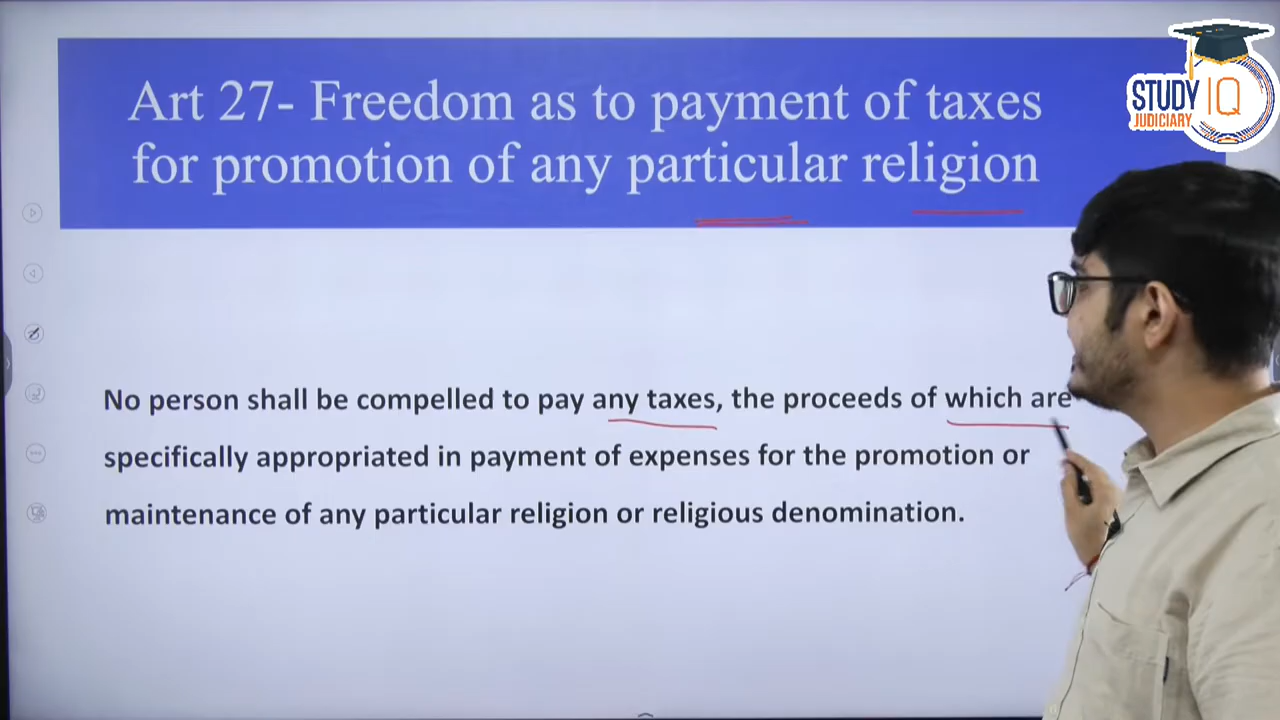 Art 27- Freedom as to payment of taxes
for promotion of any particular religion
STUDY IQ
JUDICIARY
No person shall be compelled to pay any taxes, the proceeds of which are
specifically appropriated in payment of expenses for the promotion or
maintenance of any particular religion or religious denomination.